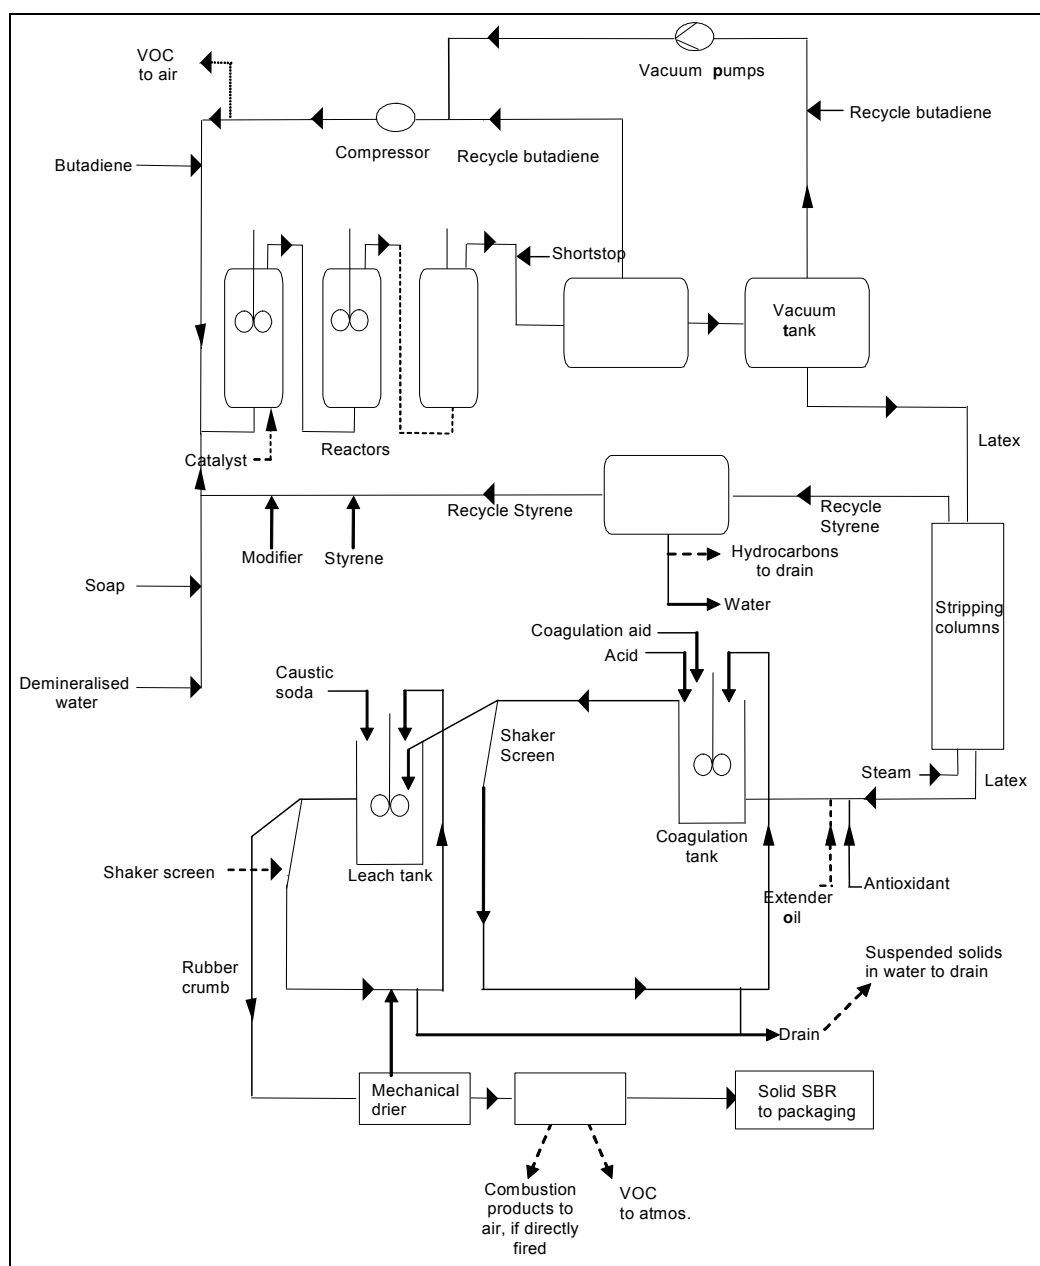 VOC
to air
Vacuum pumps
Recycle butadiene
Compressor
Recycle butadiene
Butadiene
Shortstop
Vacuum
tank
Catalyst
Reactors
Latex
Recycle Styrene
Recycle
Styrene
Modifier
Styrene
Hydrocarbons
to drain
Soap
Water
Stripping
columns
Coagulation aid
Acid
Demineralised
water
Caustic
soda
Shaker
Screen
Steam
Latex
Coagulation
tank
Shaker screen
Leach tank
Extender
oil
Antioxidant
Rubber
crumb
Suspended solids
in water to drain
Drain
Mechanical
drier
Solid SBR
to packaging
Combustion
products to
air, if directly
fired
VOC
to atmos.